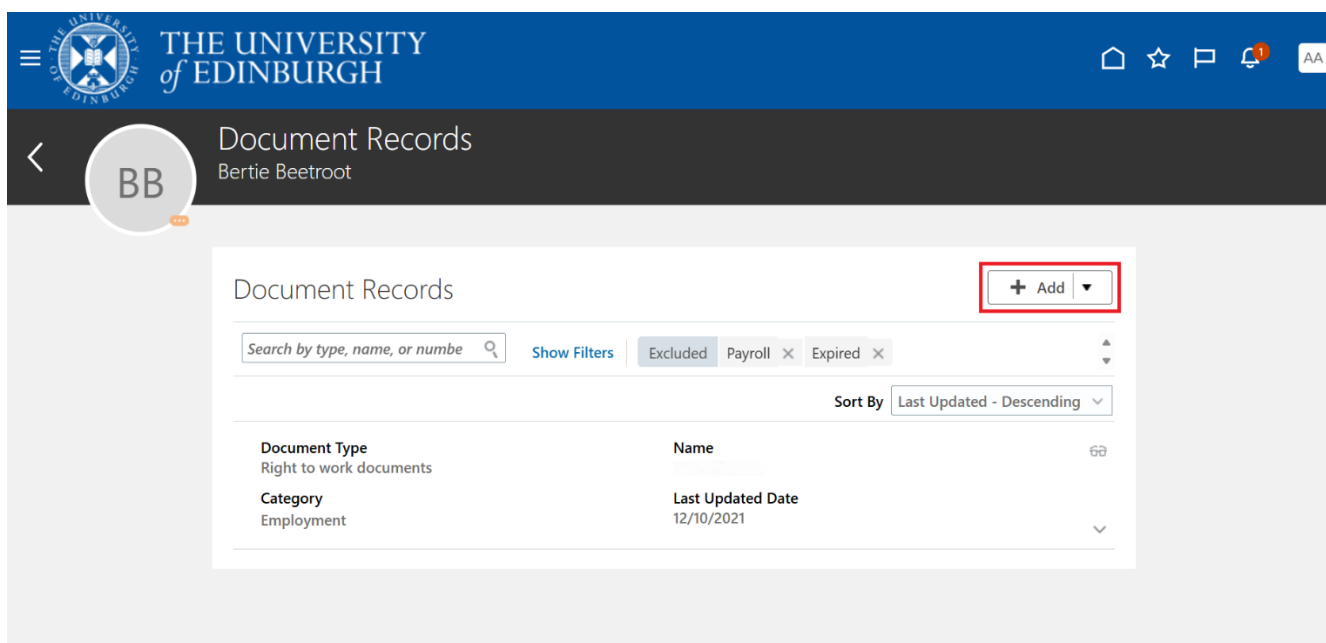 THE UNIVERSITY
of EDINBURGH
1
AA
Document Records
Bertie Beetroot
BB
Document Records
+ Add
Search by type, name, or numbe
Show Filters
Excluded
Payroll
Expired
Sort By
Last Updated - Descending
Document Type
Name
Right to work documents
Category
Last Updated Date
Employment
12/10/2021